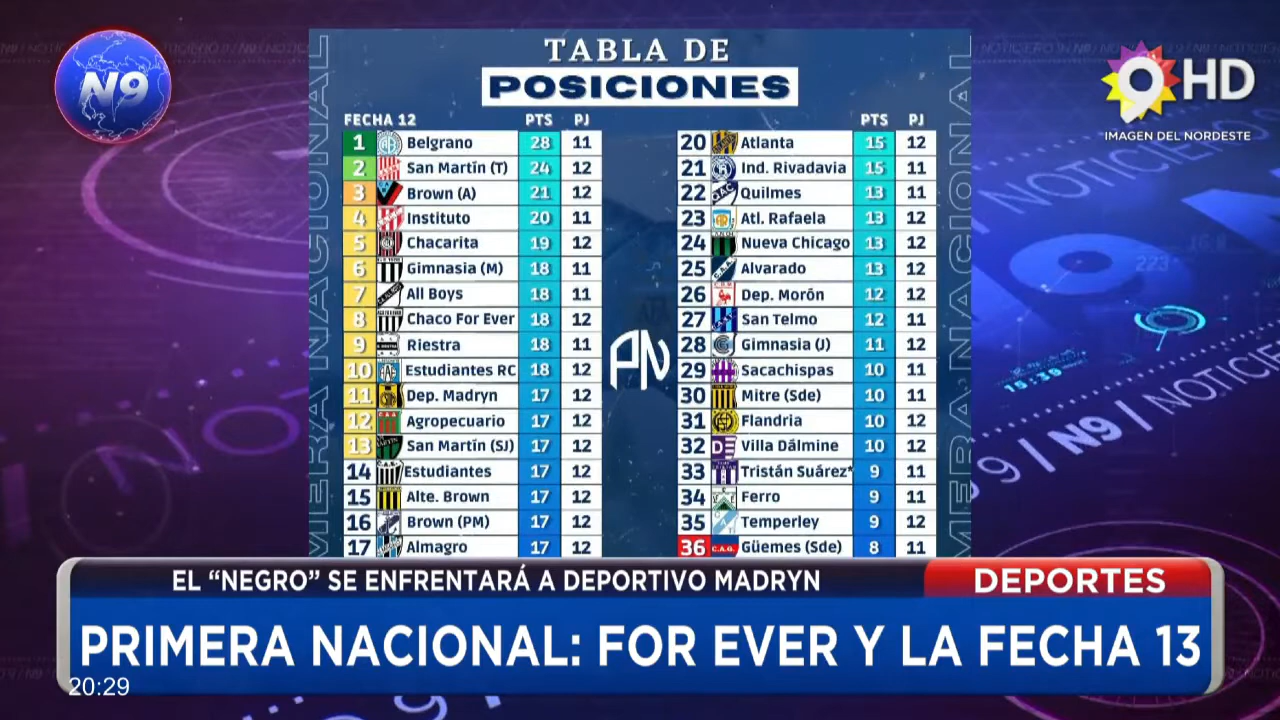 N9
9 HD
IMAGEN DEL NORDESTE
TABLA DE
POSICIONES
FECHA 12 PTS PJ
1 Belgrano 28 11
2 San Martín (T) 24 12
3 Brown (A) 21 12
4 Instituto 20 11
5 Chacarita 19 12
6 Gimnasia (M) 18 11
7 All Boys 18 11
8 Chaco For Ever 18 12
9 Riestra 18 11
10 Estudiantes RC 18 12
11 Dep. Madryn 17 12
12 Agropecuario 17 12
13 San Martín (SJ) 17 12
14 Estudiantes 17 12
15 Alte. Brown 17 12
16 Brown (PM) 17 12
17 Almagro 17 12
PN
PTS PJ
20 Atlanta 15 12
21 Ind. Rivadavia 15 11
22 Quilmes 13 11
23 Atl. Rafaela 13 12
24 Nueva Chicago 13 12
25 Alvarado 13 12
26 Dep. Morón 12 12
27 San Telmo 12 11
28 Gimnasia (J) 11 12
29 Sacachispas 10 11
30 Mitre (Sde) 10 11
31 Flandria 10 12
32 Villa Dálmine 10 12
33 Tristán Suárez* 9 11
34 Ferro 9 11
35 Temperley 9 12
36 Güemes (Sde) 8 11
MERA NACIONAL
MERA NACIONAL
15:39
9 / N9 / NOTICIE
EL “NEGRO” SE ENFRENTARÁ A DEPORTIVO MADRYN
DEPORTES
PRIMERA NACIONAL: FOR EVER Y LA FECHA 13
20:29